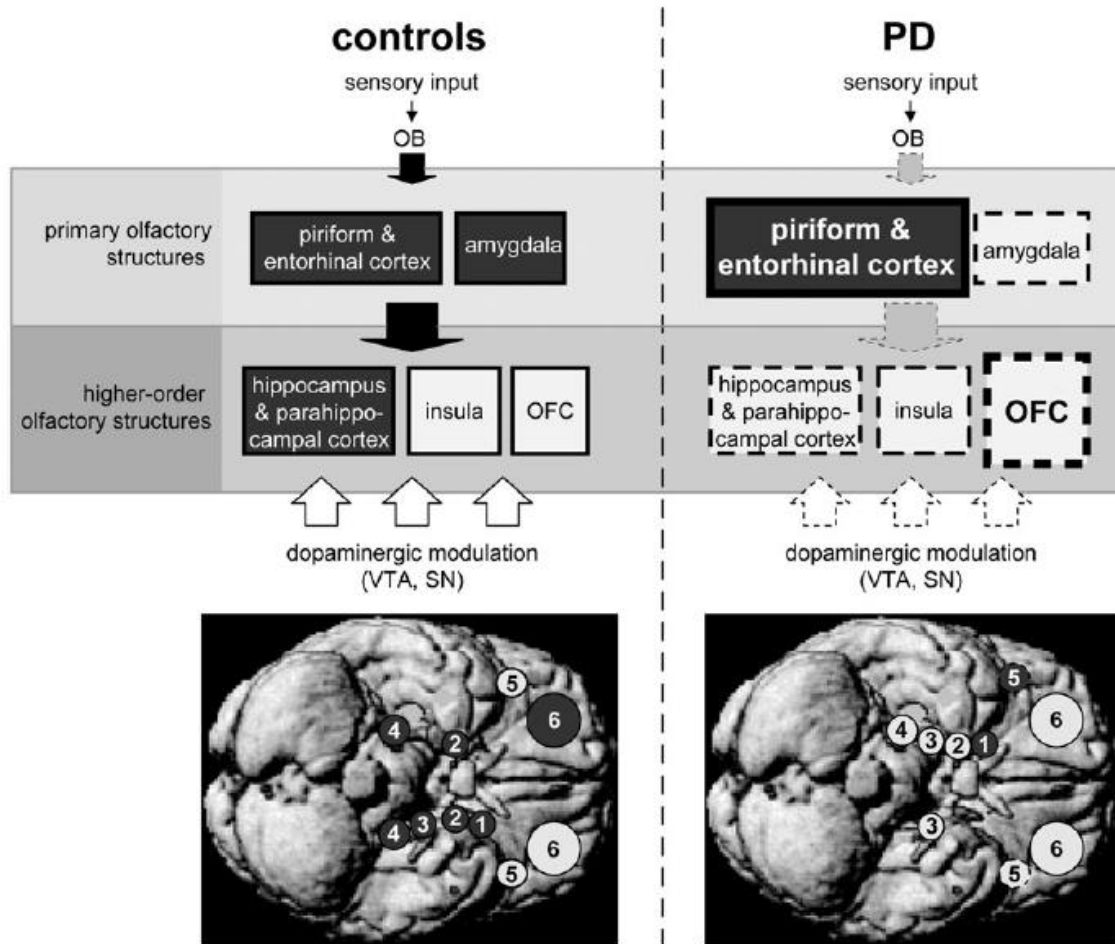 controls
PD
sensory input
sensory input
OB
OB
primary olfactory
structures
piriform &
entorhinal cortex
amygdala
piriform &
entorhinal cortex
amygdala
higher-order
olfactory structures
hippocampus
& parahippo-
campal cortex
insula
OFC
hippocampus
& parahippo-
campal cortex
insula
OFC
dopaminergic modulation
(VTA, SN)
dopaminergic modulation
(VTA, SN)
5
6
4
2
4
3
2
1
5
6
5
6
4
3
2
1
3
5
6